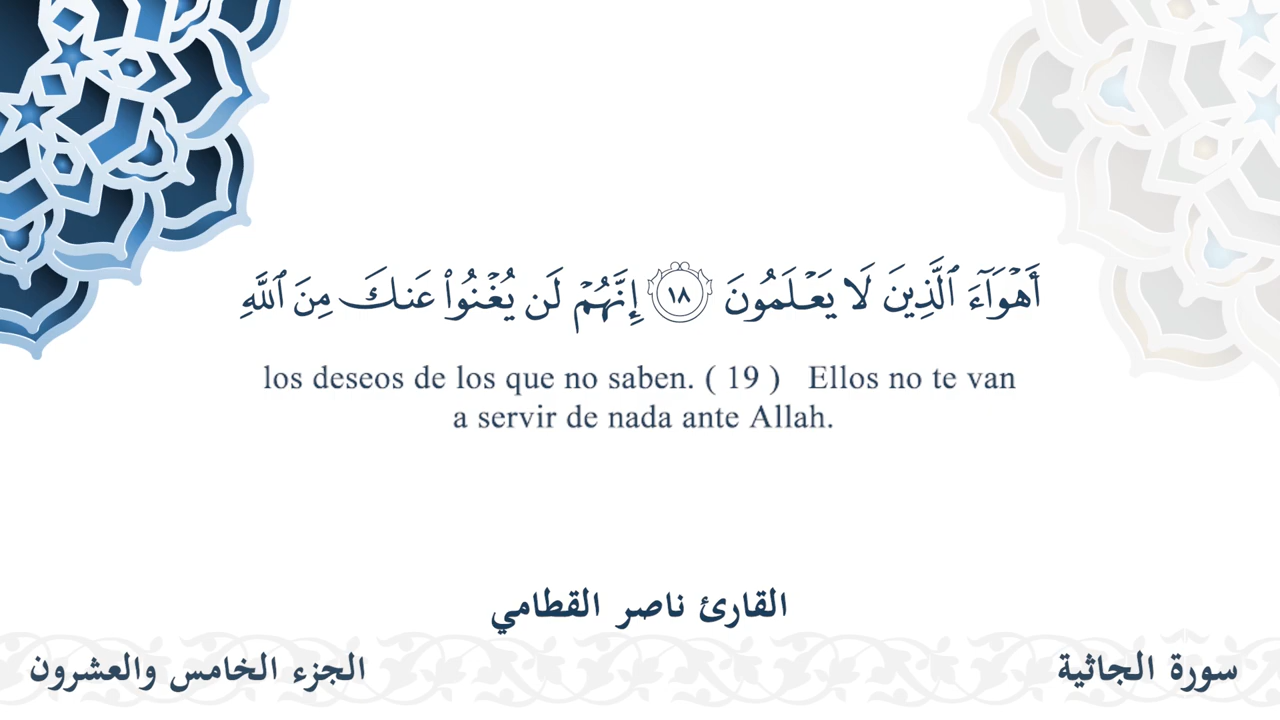 أَهْوَآءَ ٱلَّذِينَ لَا يَعْلَمُونَ ١٨ إِنَّهُمْ لَن يُغْنُوا۟ عَنكَ مِنَ ٱللَّهِ
los deseos de los que no saben. ( 19 ) Ellos no te van
a servir de nada ante Allah.
القارئ ناصر القطامي
سورة الجاثية
الجزء الخامس والعشرون